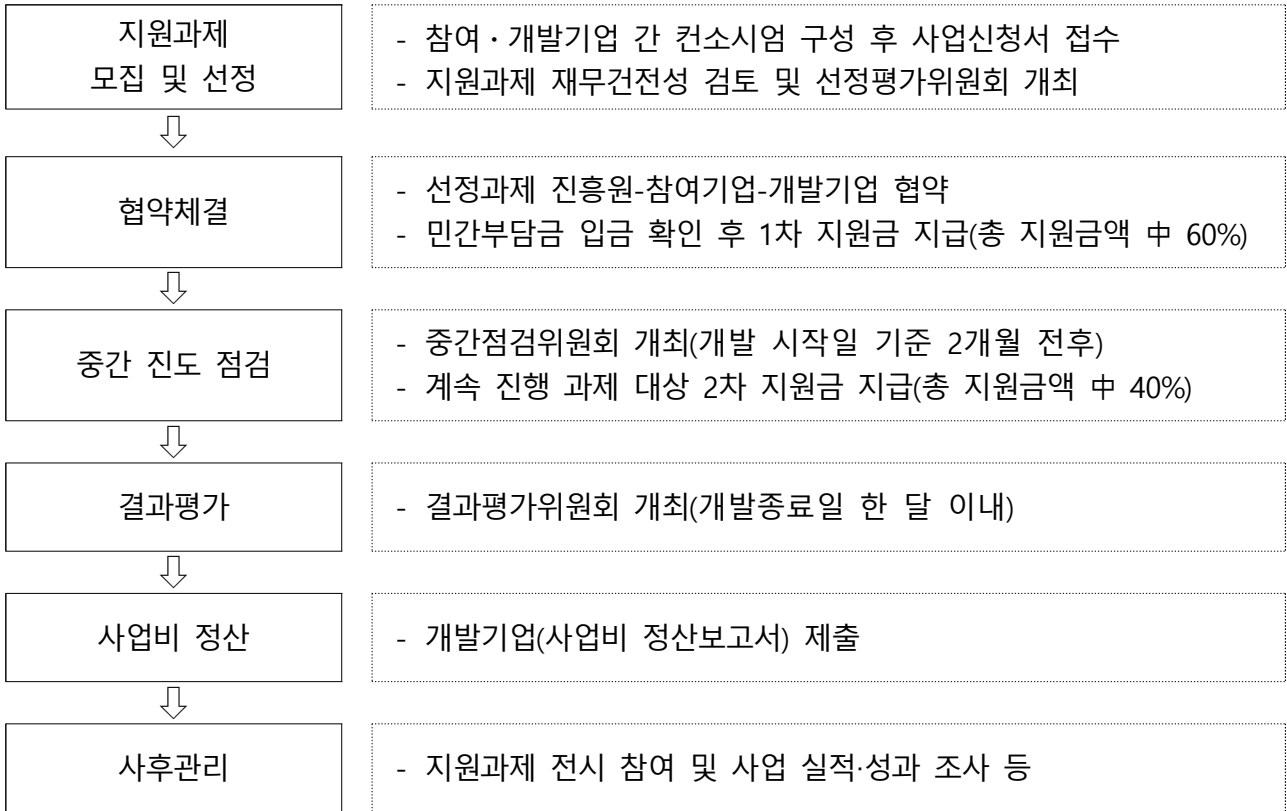 지원과제
모집 및 선정
- 참여・개발기업 간 컨소시엄 구성 후 사업신청서 접수
- 지원과제 재무건전성 검토 및 선정평가위원회 개최
협약체결
- 선정과제 진흥원-참여기업-개발기업 협약
- 민간부담금 입금 확인 후 1차 지원금 지급(총 지원금액 中 60%)
중간 진도 점검
- 중간점검위원회 개최(개발 시작일 기준 2개월 전후)
- 계속 진행 과제 대상 2차 지원금 지급(총 지원금액 中 40%)
결과평가
- 결과평가위원회 개최(개발종료일 한 달 이내)
사업비 정산
- 개발기업(사업비 정산보고서) 제출
사후관리
- 지원과제 전시 참여 및 사업 실적·성과 조사 등